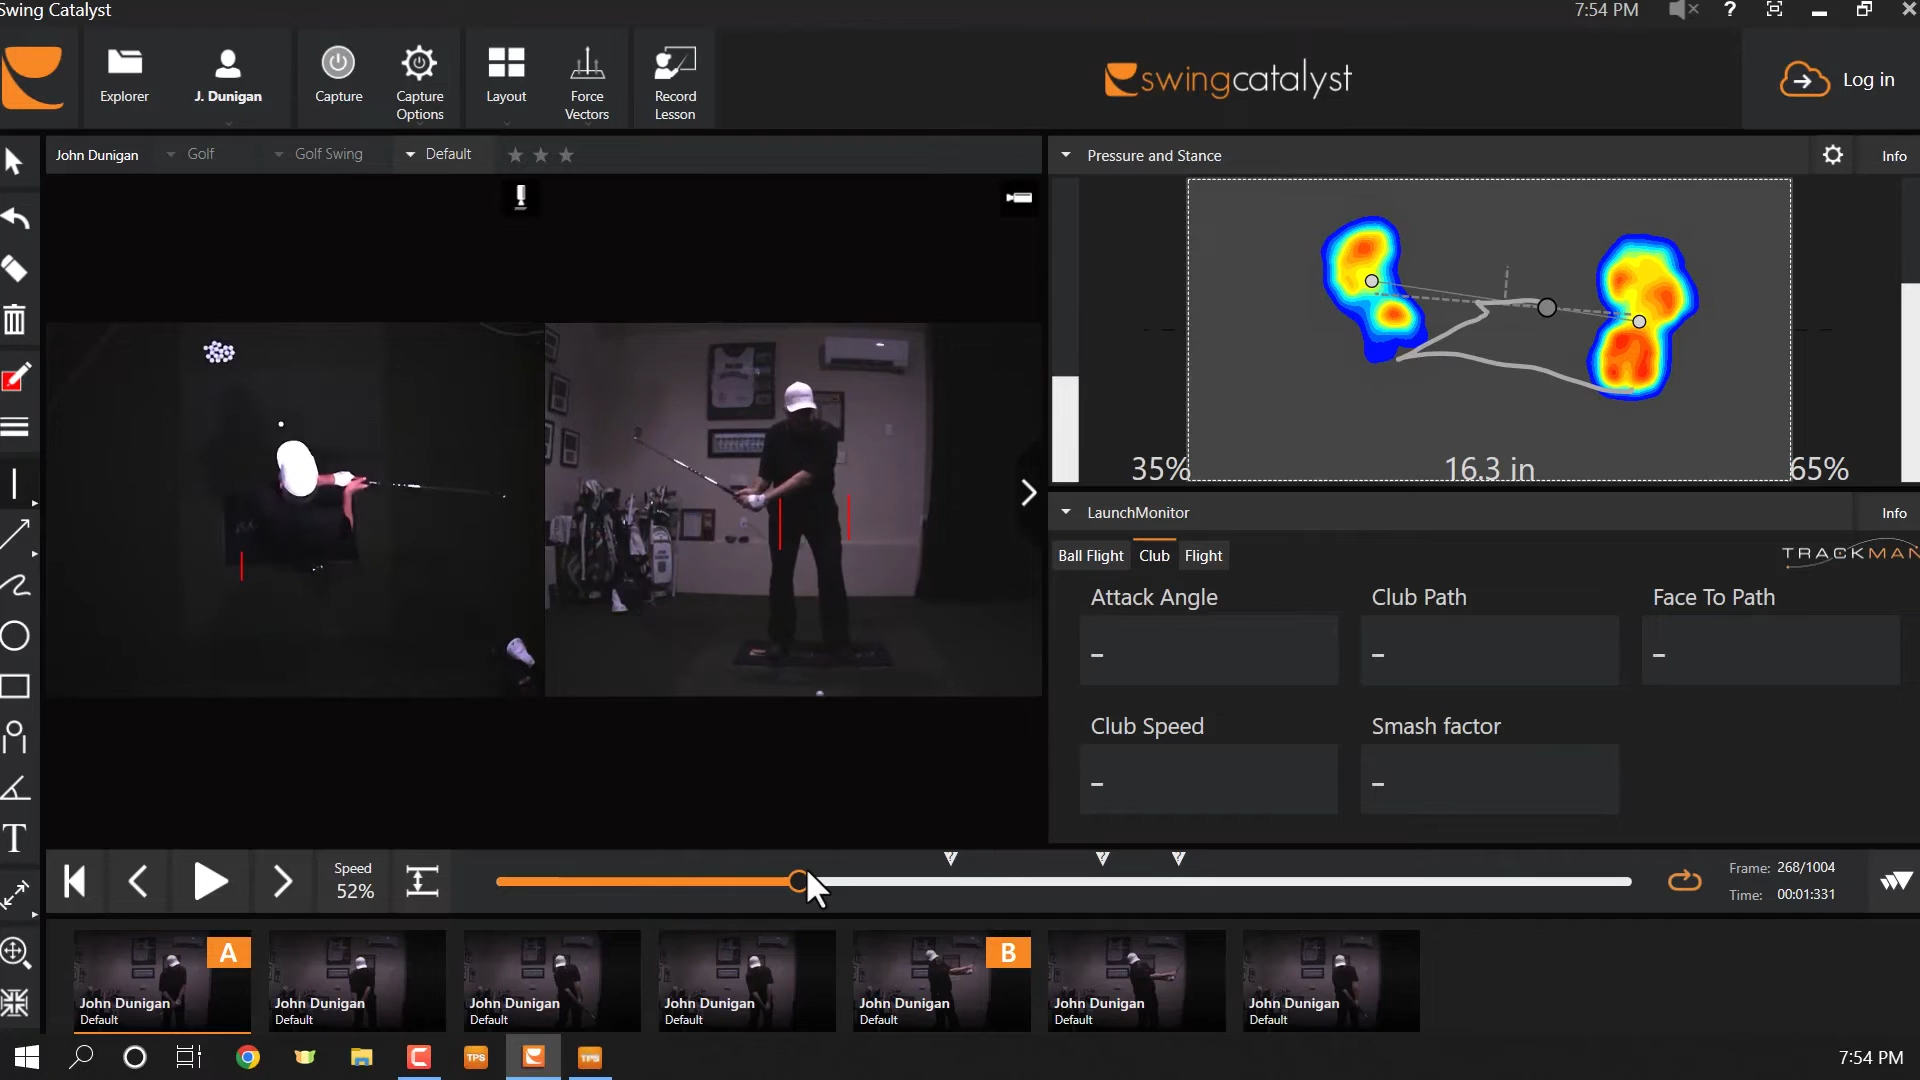 Swing Catalyst
7:54 PM
?
Explorer
J. Dunigan
Capture
Capture
Options
Layout
Force
Vectors
Record
Lesson
swingcatalyst
Log in
John Dunigan
Golf
Golf Swing
Default
Pressure and Stance
Info
35%
16.3 in
65%
LaunchMonitor
Info
Ball Flight
Club
Flight
TRACKMAN
Attack Angle
Club Path
Face To Path
–
–
–
Club Speed
Smash factor
–
–
T
Speed
52%
Frame: 268/1004
Time: 00:01:331
A
John Dunigan
Default
John Dunigan
Default
John Dunigan
Default
John Dunigan
Default
B
John Dunigan
Default
John Dunigan
Default
John Dunigan
Default
TPS
TPS
7:54 PM